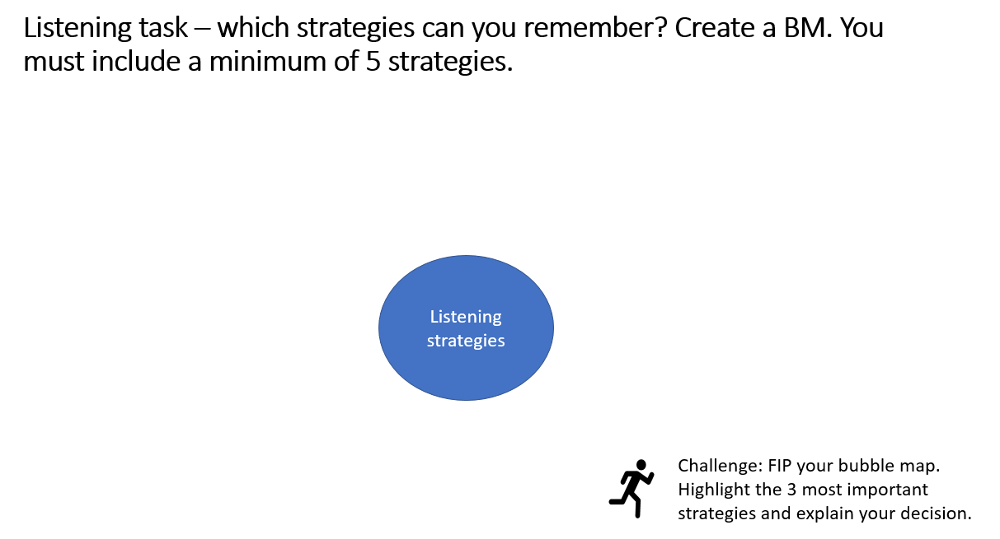 Listening task – which strategies can you remember? Create a BM. You
must include a minimum of 5 strategies.
Listening
strategies
Challenge: FIP your bubble map.
Highlight the 3 most important
strategies and explain your decision.